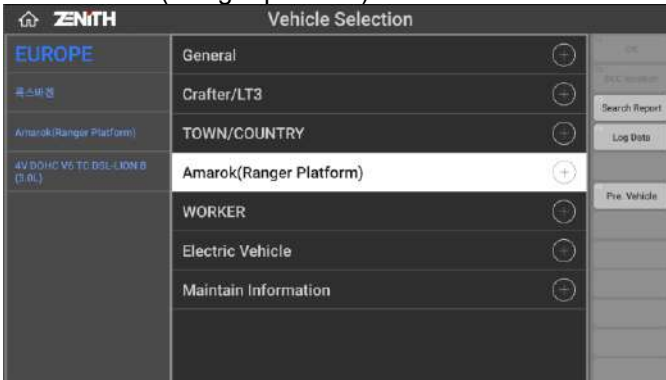 ZENITH
Vehicle Selection
EUROPE
폭스바겐
Amarok(Ranger Platform)
4V DOHC V6 TC DSL-LION B
(3.0L)
General
Crafter/LT3
TOWN/COUNTRY
Amarok(Ranger Platform)
WORKER
Electric Vehicle
Maintain Information
OK
Search Report
Log Data
Pre. Vehicle